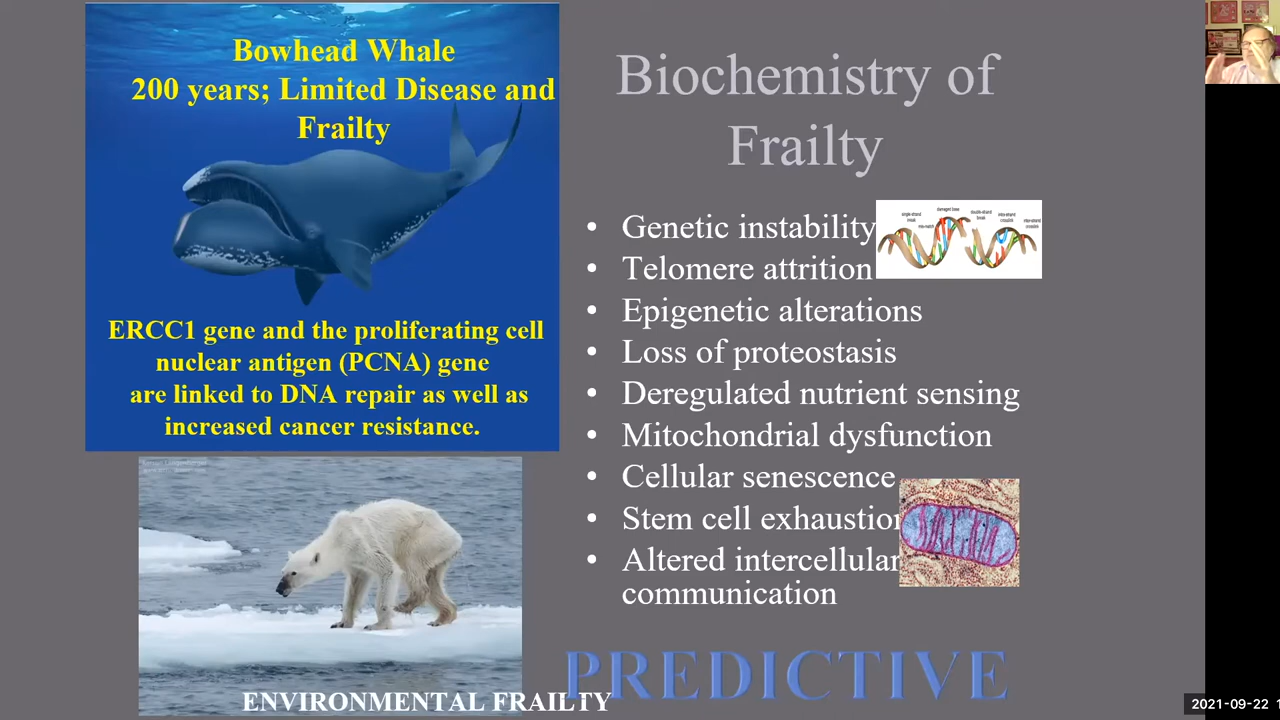 Bowhead Whale
200 years; Limited Disease and
Frailty
ERCC1 gene and the proliferating cell
nuclear antigen (PCNA) gene
are linked to DNA repair as well as
increased cancer resistance.
ENVIRONMENTAL FRAILTY
Biochemistry of
Frailty
• Genetic instability
• Telomere attrition
• Epigenetic alterations
• Loss of proteostasis
• Deregulated nutrient sensing
• Mitochondrial dysfunction
• Cellular senescence
• Stem cell exhaustion
• Altered intercellular
communication
PREDICTIVE
2021-09-22